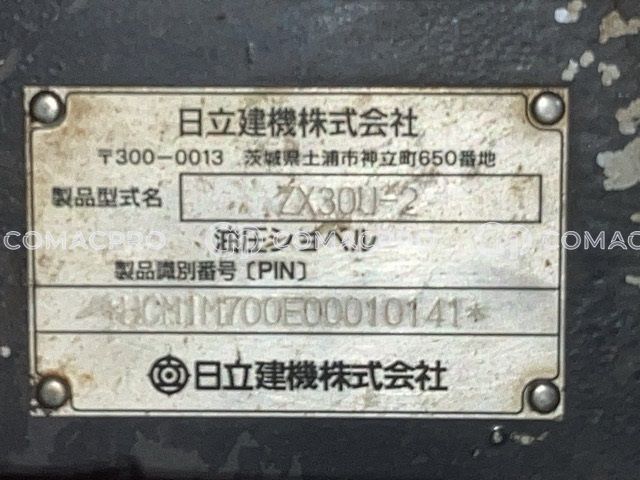 日立建機株式会社
〒300-0013 茨城県土浦市神立町650番地
製品型式名 ZX30U-2
油圧ショベル
COMACPRO COMACPRO COMACPRO
製品識別番号〔PIN〕
*HCM1M700E00010141*
日立建機株式会社